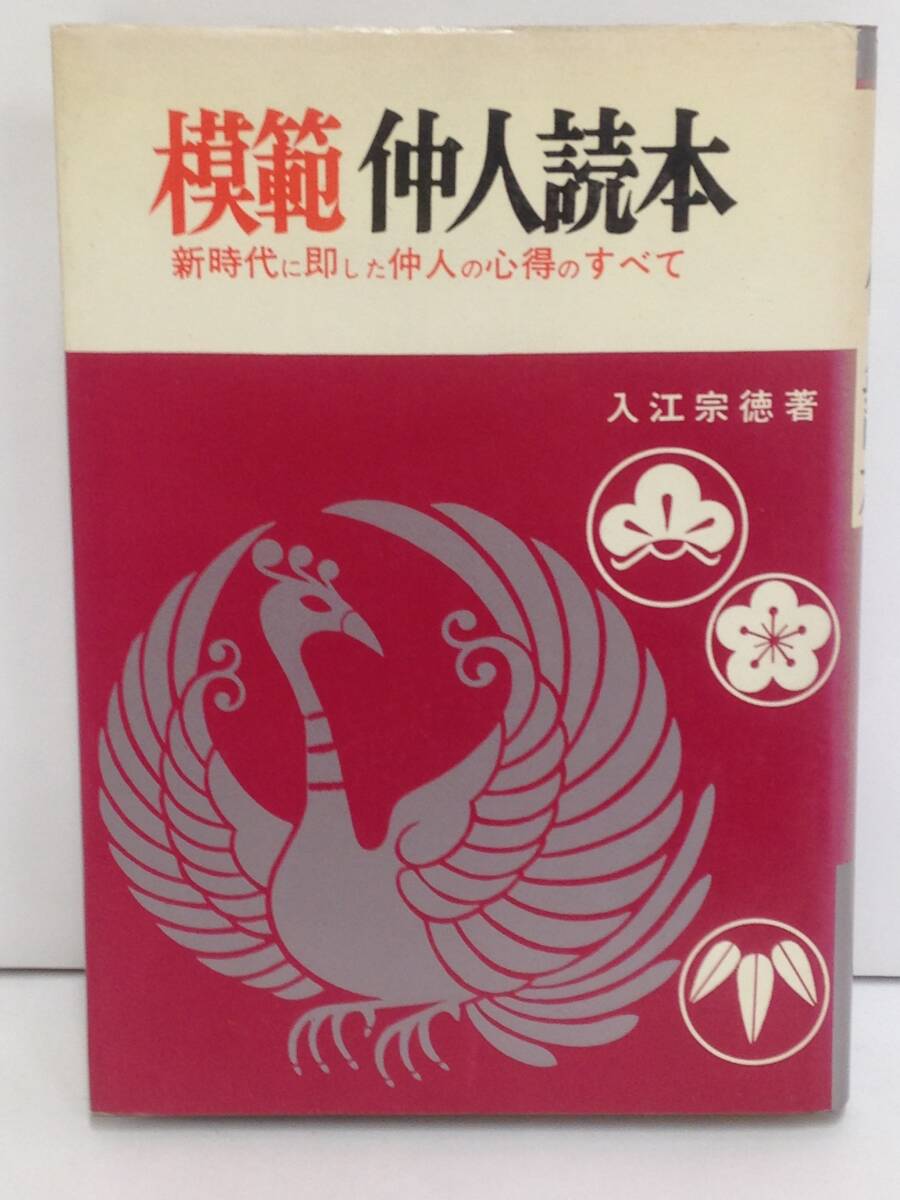 模範 仲人読本
新時代に即した仲人の心得のすべて
入江宗徳著